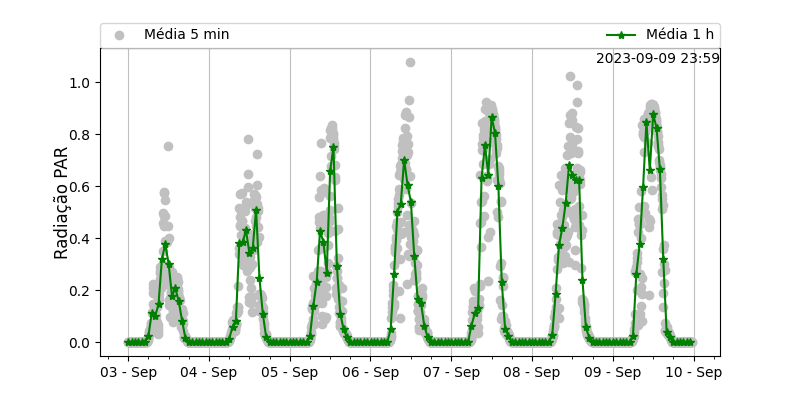 Média 5 min
Média 1 h
2023-09-09 23:59
Radiação PAR
1.0
0.8
0.6
0.4
0.2
0.0
03 - Sep
04 - Sep
05 - Sep
06 - Sep
07 - Sep
08 - Sep
09 - Sep
10 - Sep